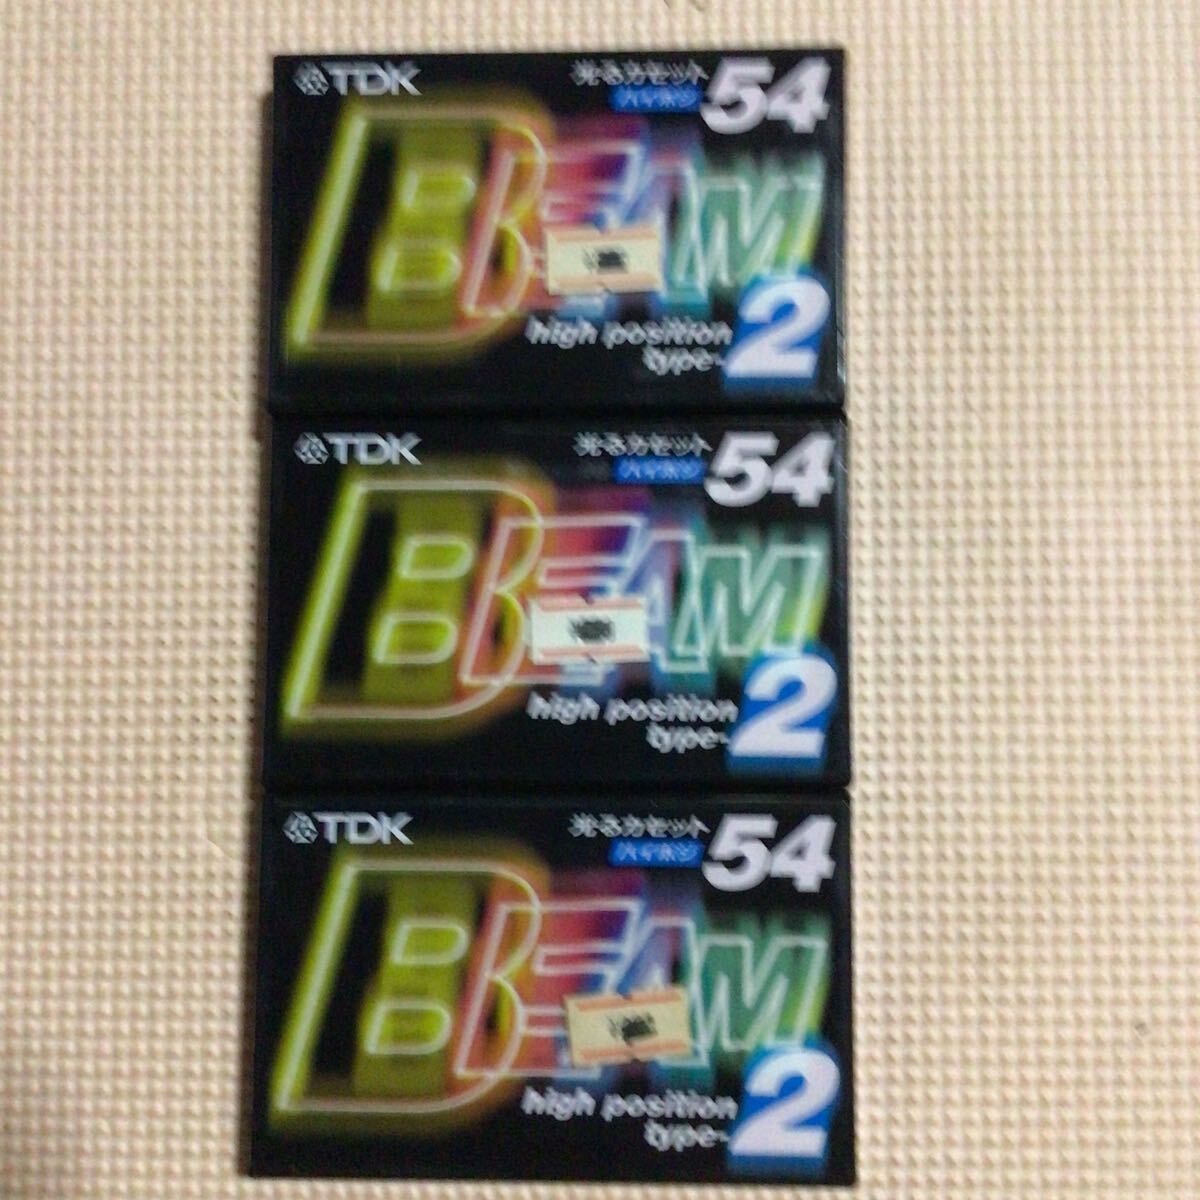 TDK
光るカセット
ハイポジ
54
BEAM
high position
type-2
TDK
光るカセット
ハイポジ
54
BEAM
high position
type-2
TDK
光るカセット
ハイポジ
54
BEAM
high position
type-2